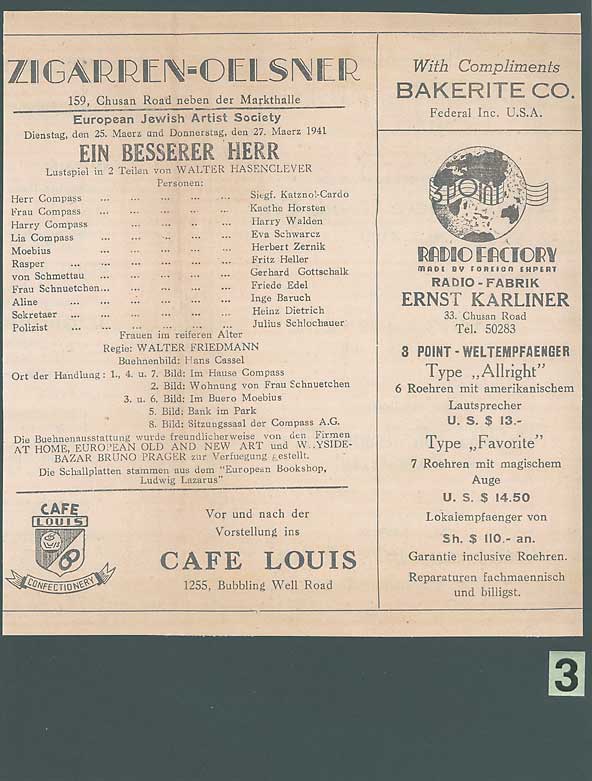 ZIGARREN=OELSNER
159, Chusan Road neben der Markthalle
European Jewish Artist Society
Dienstag, den 25. Maerz und Donnerstag, den 27. Maerz 1941
EIN BESSERER HERR
Lustspiel in 2 Teilen von WALTER HASENCLEVER
Personen:
Herr Compass ... ... ... ... ... Siegf. Katznol-Cardo
Frau Compass ... ... ... ... ... Kaethe Horsten
Harry Compass ... ... ... ... Harry Walden
Lia Compass ... ... ... ... ... Eva Schwarcz
Moebius ... ... ... ... ... Herbert Zernik
Rasper ... ... ... ... ... ... Fritz Heller
von Schmettau ... ... ... ... ... Gerhard Gottschalk
Frau Schnuetchen... ... ... ... ... Friede Edel
Aline ... ... ... ... ... ... Inge Baruch
Sekretaer ... ... ... ... ... ... Heinz Dietrich
Polizist ... ... ... ... ... Julius Schlochauer
Frauen im reiferen Alter
Regie: WALTER FRIEDMANN
Buehnenbild: Hans Cassel
Ort der Handlung: 1., 4. u. 7. Bild: Im Hause Compass
2. Bild: Wohnung von Frau Schnuetchen
3. u. 6. Bild: Im Buero Moebius
5. Bild: Bank im Park
8. Bild: Sitzungssaal der Compass A.G.
Die Buehnenausstattung wurde freundlicherweise von den Firmen
AT HOME, EUROPEAN OLD AND NEW ART und WAYSIDE-
BAZAR BRUNO PRAGER zur Verfuegung gestellt.
Die Schallplatten stammen aus dem "European Bookshop,
Ludwig Lazarus"
CAFE
LOUIS
CONFECTIONERY
Vor und nach der
Vorstellung ins
CAFE LOUIS
1255, Bubbling Well Road
With Compliments
BAKERITE CO.
Federal Inc. U.S.A.
3 POINT
RADIO FACTORY
MADE BY FOREIGN EXPERT
RADIO-FABRIK
ERNST KARLINER
33. Chusan Road
Tel. 50283
3 POINT-WELTEMPFAENGER
Type „Allright"
6 Roehren mit amerikanischem
Lautsprecher
U. S. $ 13.-
Type „Favorite"
7 Roehren mit magischem
Auge
U. S. $ 14.50
Lokalempfaenger von
Sh. $ 110.- an.
Garantie inclusive Roehren.
Reparaturen fachmaennisch
und billigst.
3